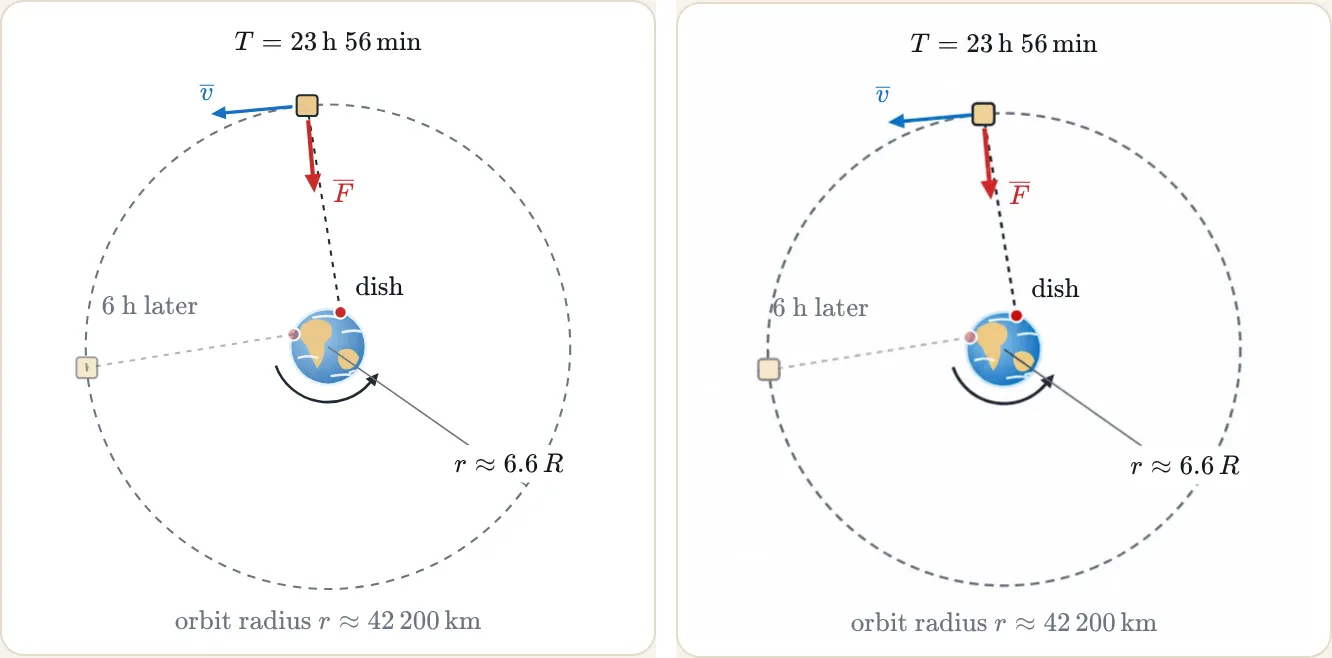 T = 23 h 56 min
v̅
F̅
dish
6 h later
r ≈ 6.6 R
orbit radius r ≈ 42 200 km
T = 23 h 56 min
v̅
F̅
dish
6 h later
r ≈ 6.6 R
orbit radius r ≈ 42 200 km